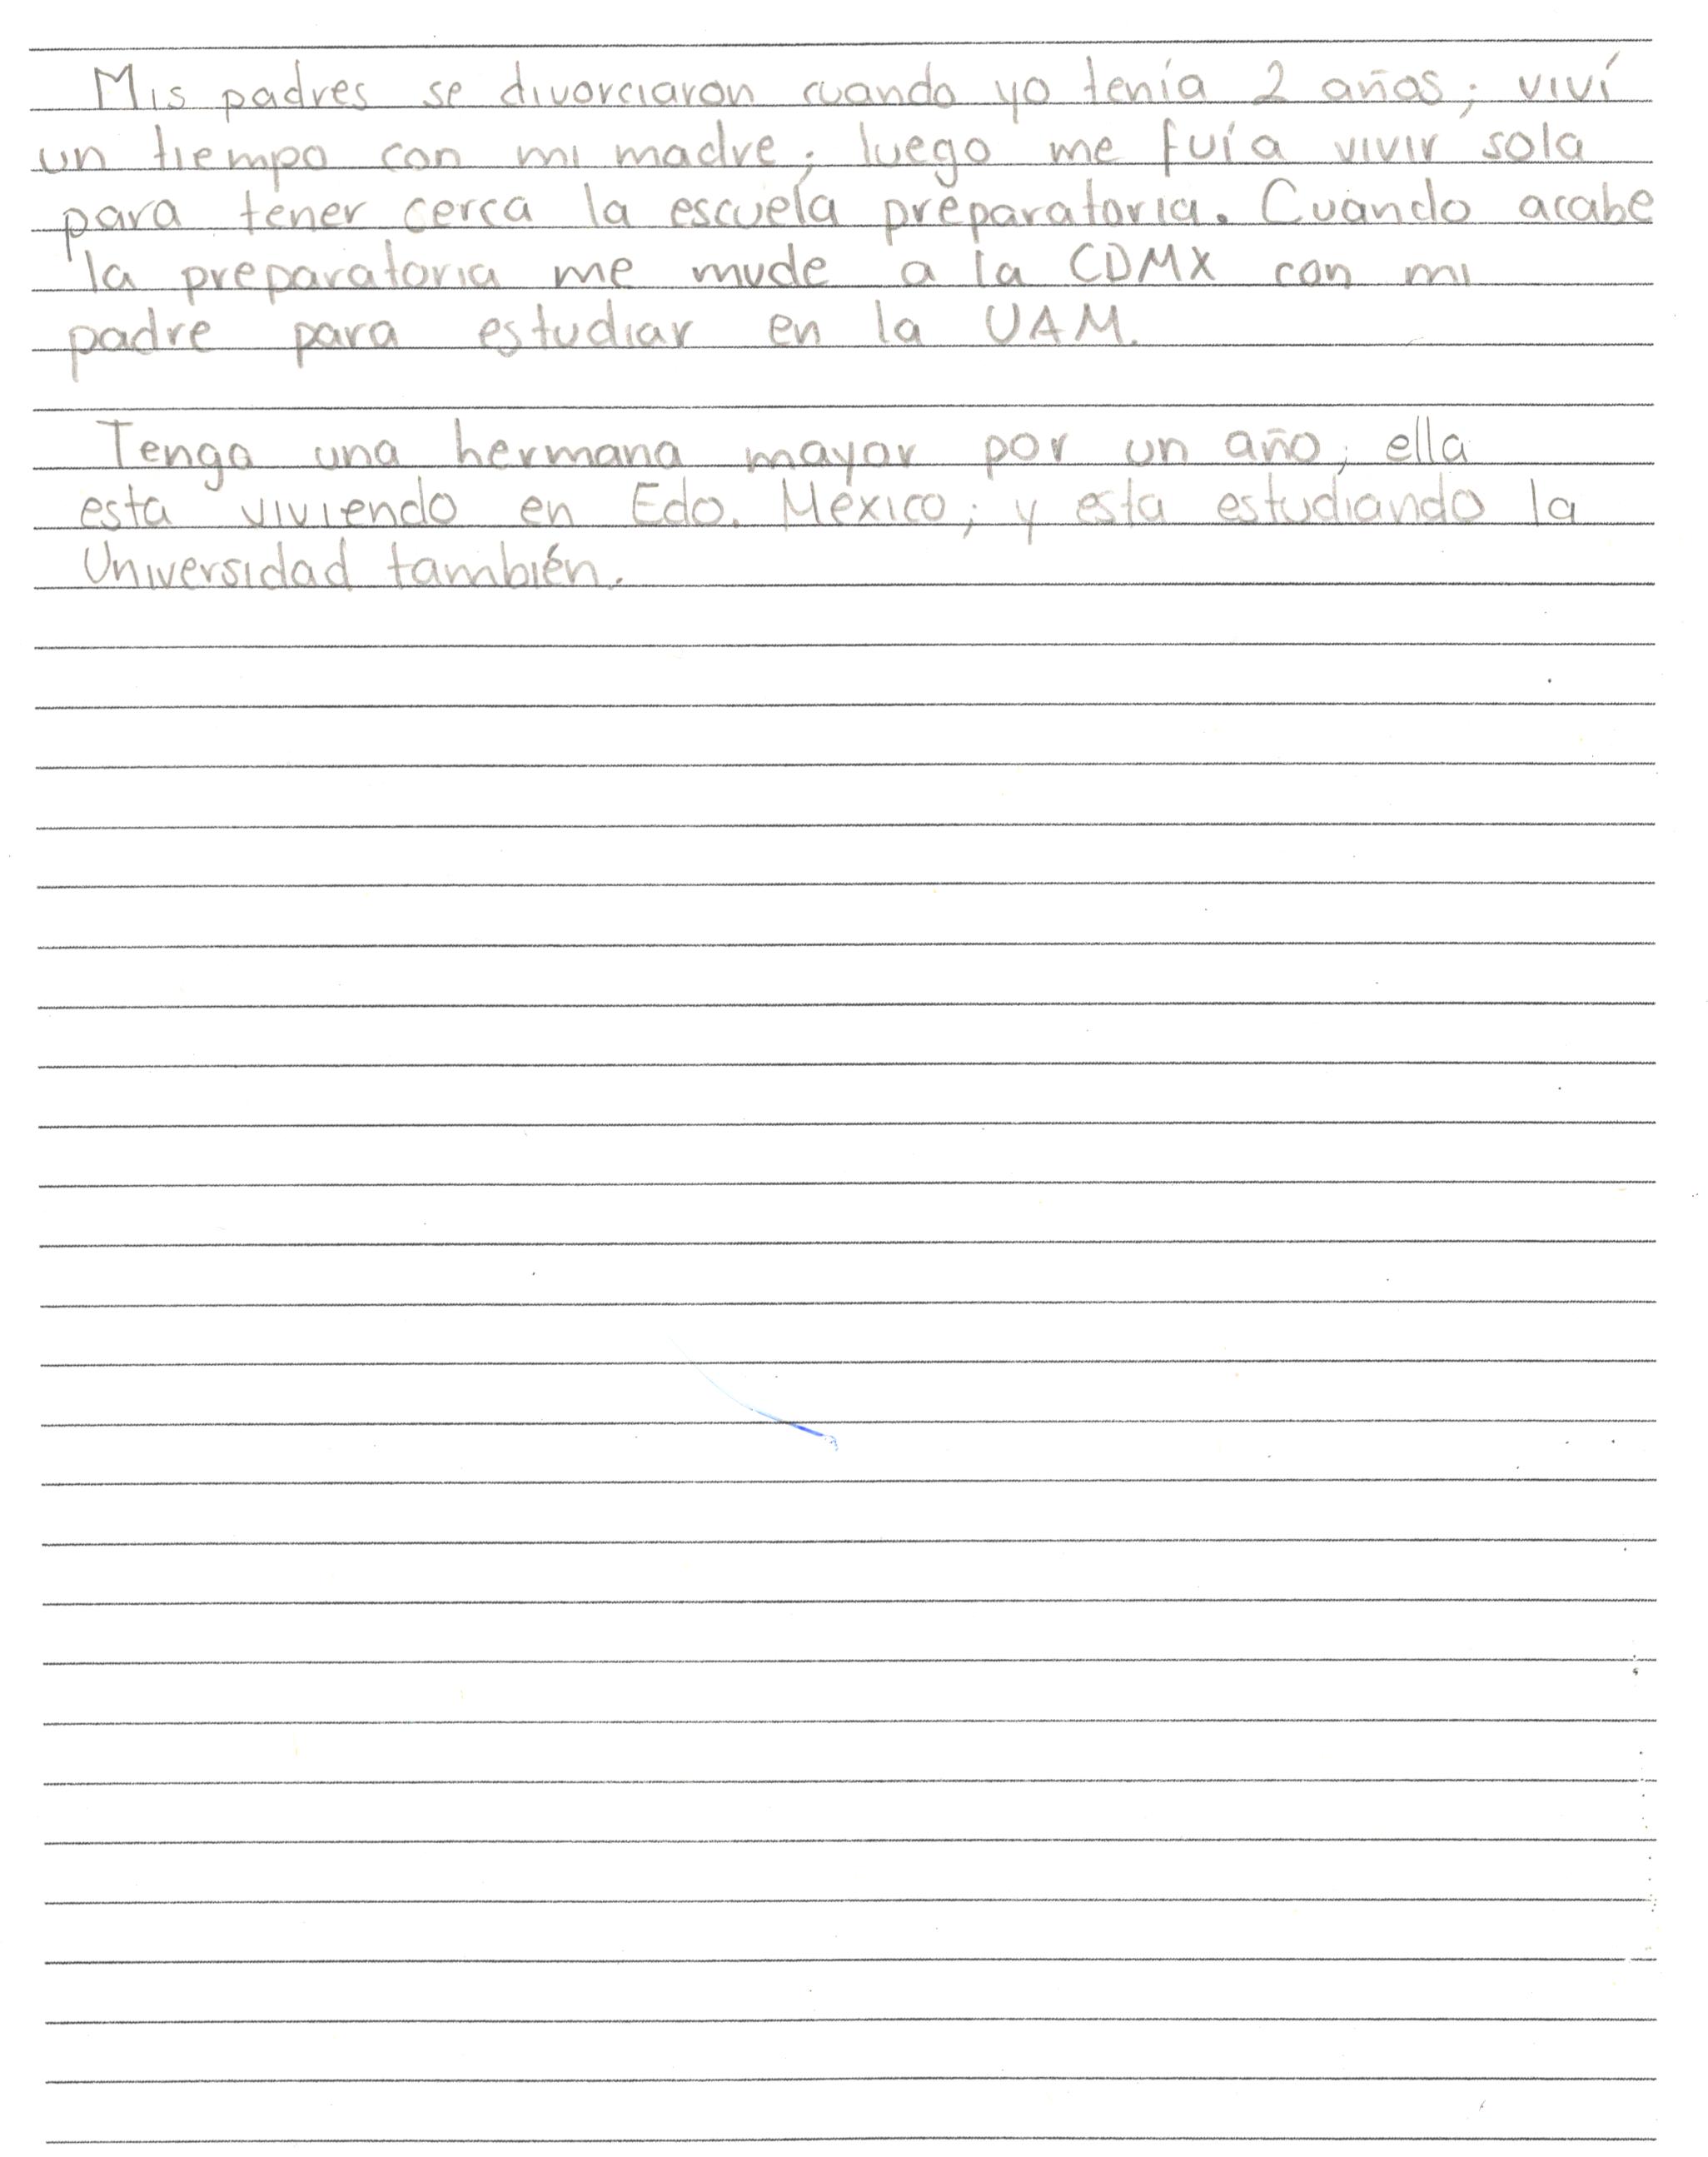 Mis padres se divorciaron cuando yo tenía 2 años; viví
un tiempo con mi madre; luego me fuí a vivir sola
para tener cerca la escuela preparatoria. Cuando acabe
la preparatoria me mude a la CDMX con mi
padre para estudiar en la UAM.
Tengo una hermana mayor por un año; ella
esta viviendo en Edo. México; y esta estudiando la
Universidad también.